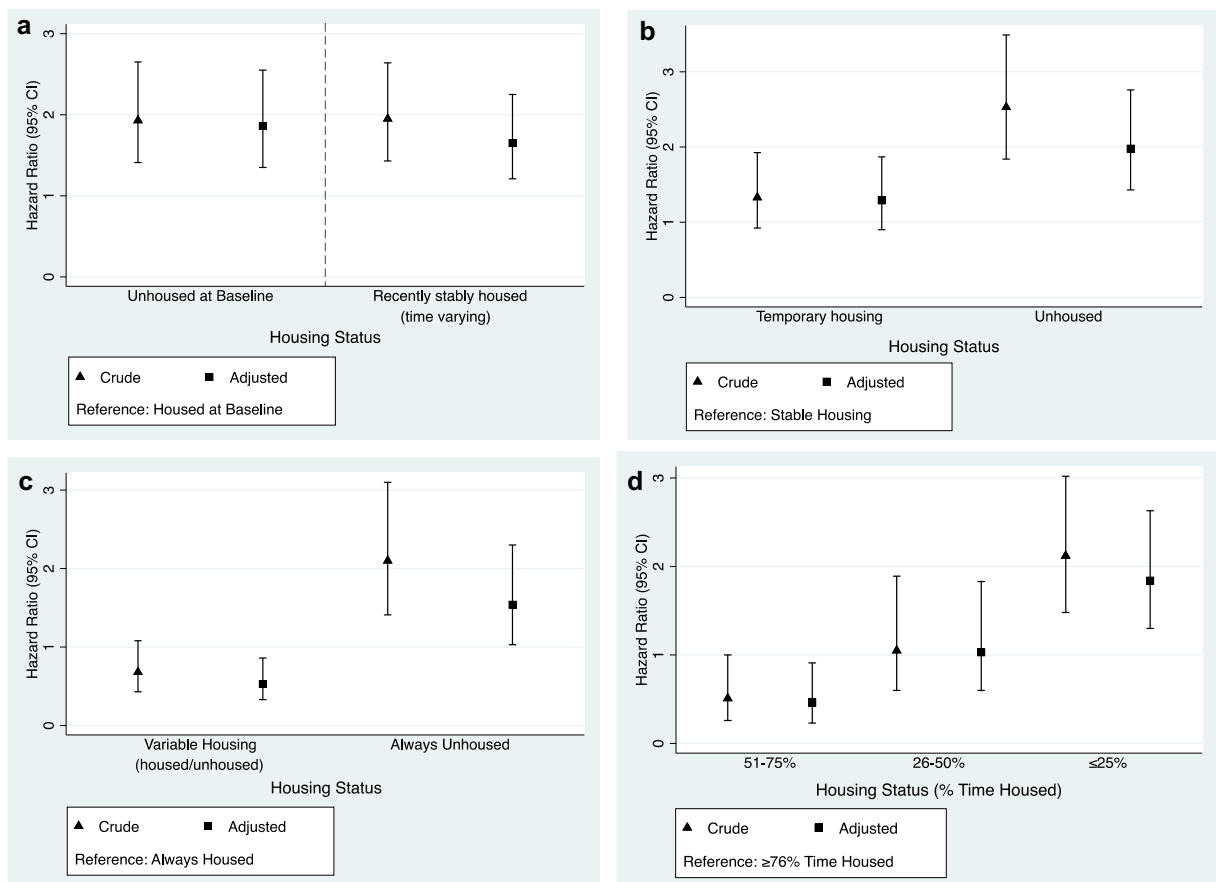 a
Hazard Ratio (95% CI)
3
2
1
0
Unhoused at Baseline
Recently stably housed
(time varying)
Housing Status
Crude
Adjusted
Reference: Housed at Baseline
b
Hazard Ratio (95% CI)
3
2
1
0
Temporary housing
Unhoused
Housing Status
Crude
Adjusted
Reference: Stable Housing
c
Hazard Ratio (95% CI)
3
2
1
0
Variable Housing
(housed/unhoused)
Always Unhoused
Housing Status
Crude
Adjusted
Reference: Always Housed
d
Hazard Ratio (95% CI)
3
2
1
0
51-75%
26-50%
≤25%
Housing Status (% Time Housed)
Crude
Adjusted
Reference: ≥76% Time Housed